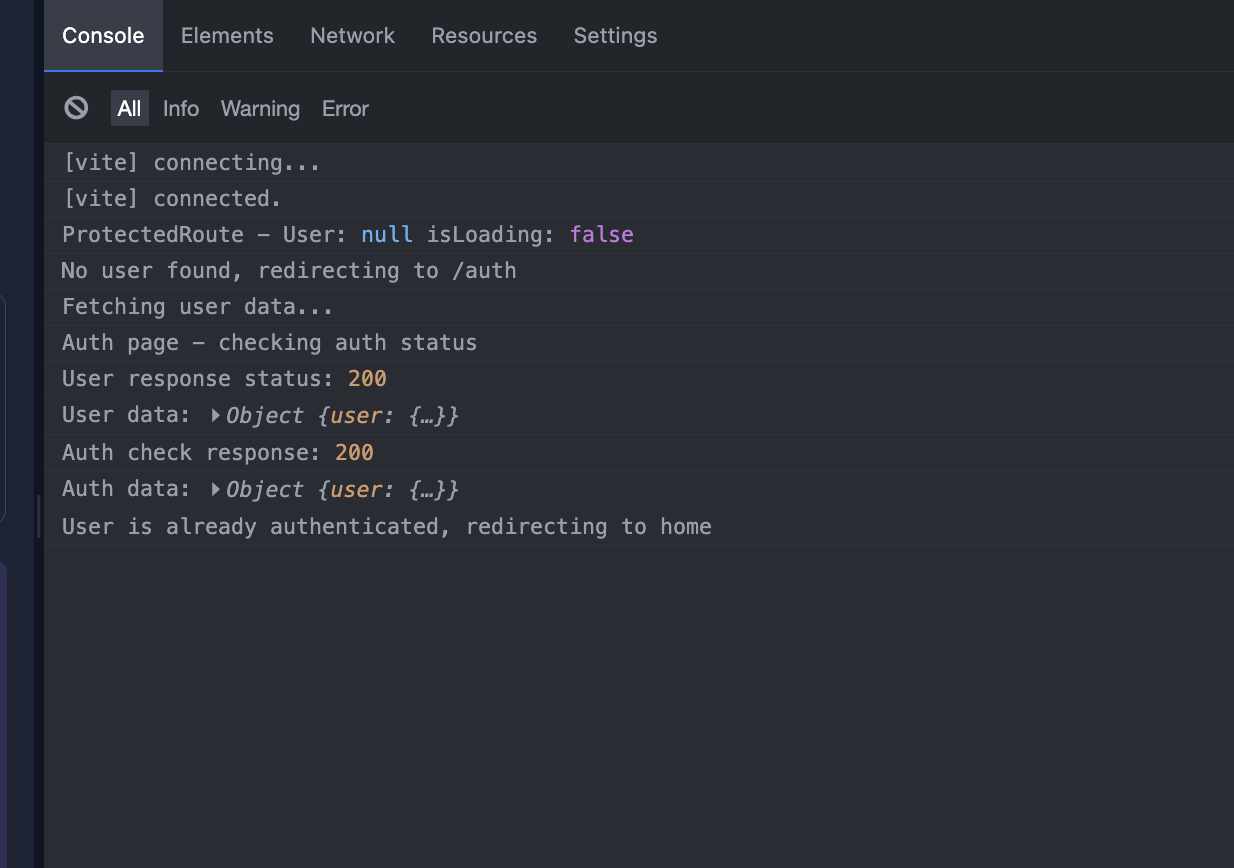 Console Elements Network Resources Settings
All Info Warning Error
[vite] connecting...
[vite] connected.
ProtectedRoute – User: null isLoading: false
No user found, redirecting to /auth
Fetching user data...
Auth page – checking auth status
User response status: 200
User data: Object {user: {…}}
Auth check response: 200
Auth data: Object {user: {…}}
User is already authenticated, redirecting to home